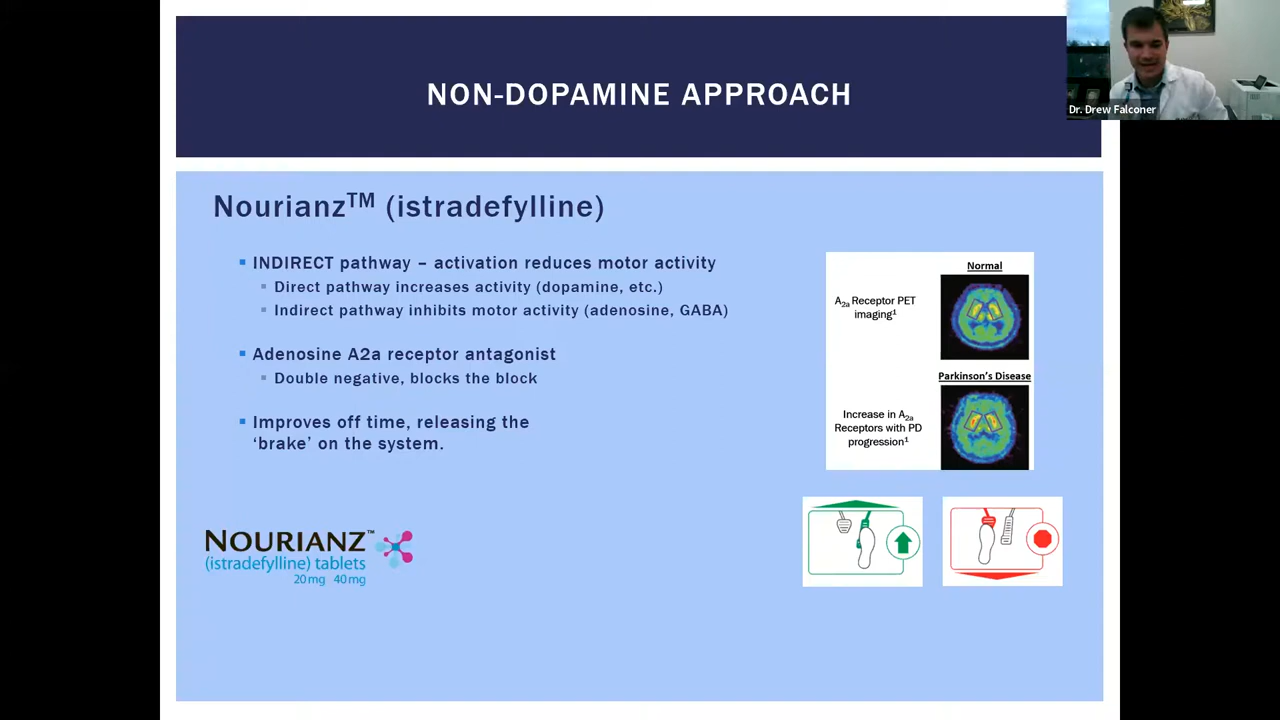 NON-DOPAMINE APPROACH
Dr. Drew Falconer
Nourianz™ (istradefylline)
INDIRECT pathway – activation reduces motor activity
Direct pathway increases activity (dopamine, etc.)
Indirect pathway inhibits motor activity (adenosine, GABA)
Adenosine A2a receptor antagonist
Double negative, blocks the block
Improves off time, releasing the
‘brake’ on the system.
Normal
A2a Receptor PET
imaging1
Parkinson’s Disease
Increase in A2a
Receptors with PD
progression1
NOURIANZ™
(istradefylline) tablets
20 mg 40 mg